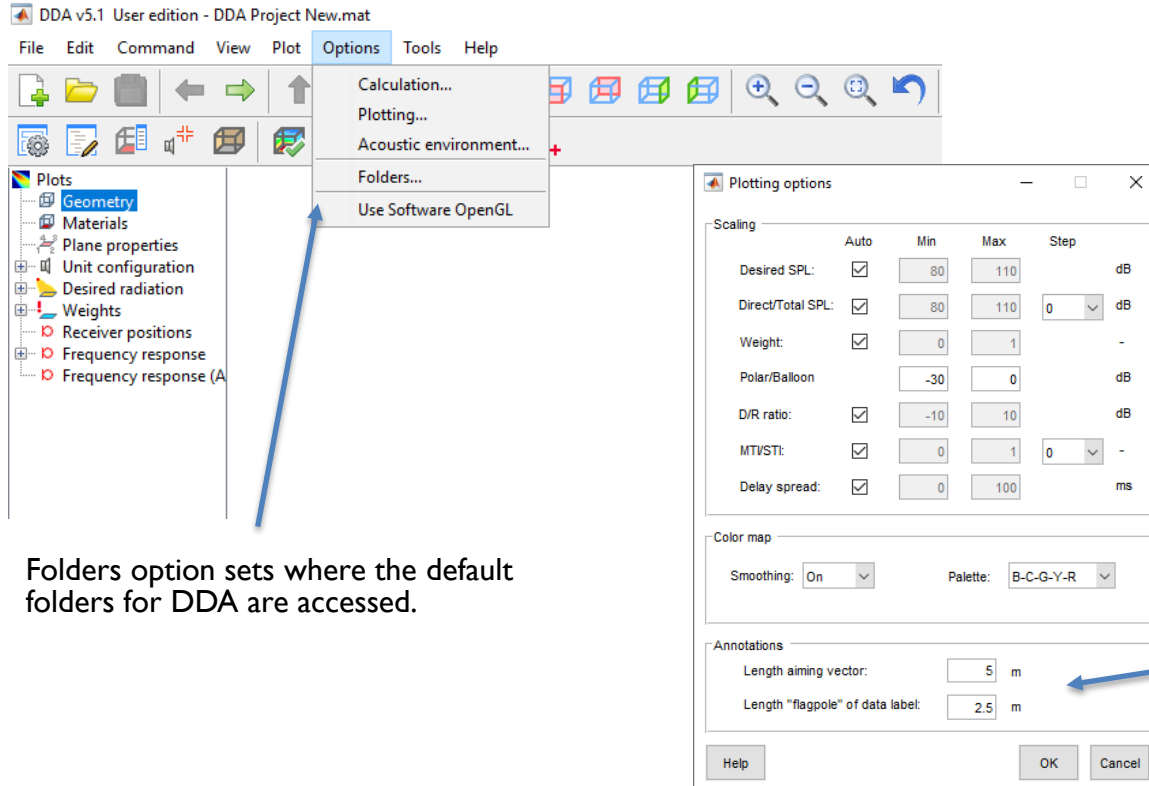 DDA v5.1 User edition - DDA Project New.mat
File Edit Command View Plot Options Tools Help
Calculation...
Plotting...
Acoustic environment...
Folders...
Use Software OpenGL
Plots
Geometry
Materials
Plane properties
Unit configuration
Desired radiation
Weights
Receiver positions
Frequency response
Frequency response (A
Folders option sets where the default
folders for DDA are accessed.
Plotting options
Scaling
Auto Min Max Step
Desired SPL: 80 110 dB
Direct/Total SPL: 80 110 0 dB
Weight: 0 1 -
Polar/Balloon -30 0 dB
D/R ratio: -10 10 dB
MTI/STI: 0 1 0 -
Delay spread: 0 100 ms
Color map
Smoothing: On Palette: B-C-G-Y-R
Annotations
Length aiming vector: 5 m
Length "flagpole" of data label: 2.5 m
Help OK Cancel